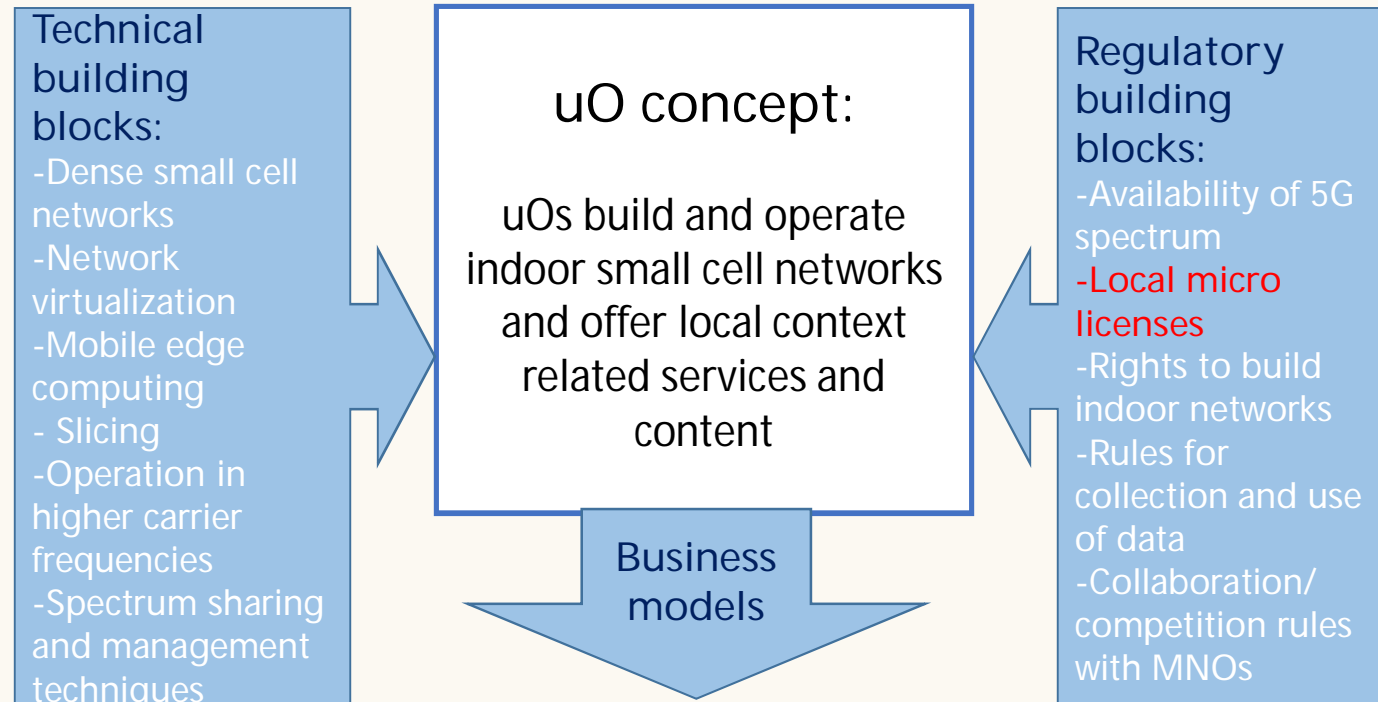 Technical
building
blocks:
-Dense small cell
networks
-Network
virtualization
-Mobile edge
computing
- Slicing
-Operation in
higher carrier
frequencies
-Spectrum sharing
and management
techniques
uO concept:
uOs build and operate
indoor small cell networks
and offer local context
related services and
content
Business
models
Regulatory
building
blocks:
-Availability of 5G
spectrum
-Local micro
licenses
-Rights to build
indoor networks
-Rules for
collection and use
of data
-Collaboration/
competition rules
with MNOs